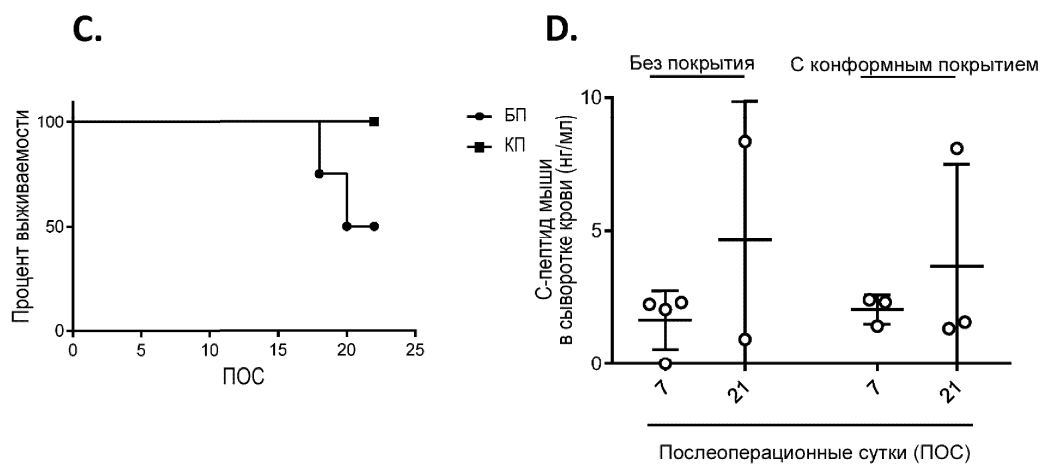 C.
Процент выживаемости
100
50
0
0 5 10 15 20 25
ПОС
БП
КП
D.
Без покрытия
С конформным покрытием
С-пептид мыши
в сыворотке крови (нг/мл)
10
5
0
7 21 7 21
Послеоперационные сутки (ПОС)